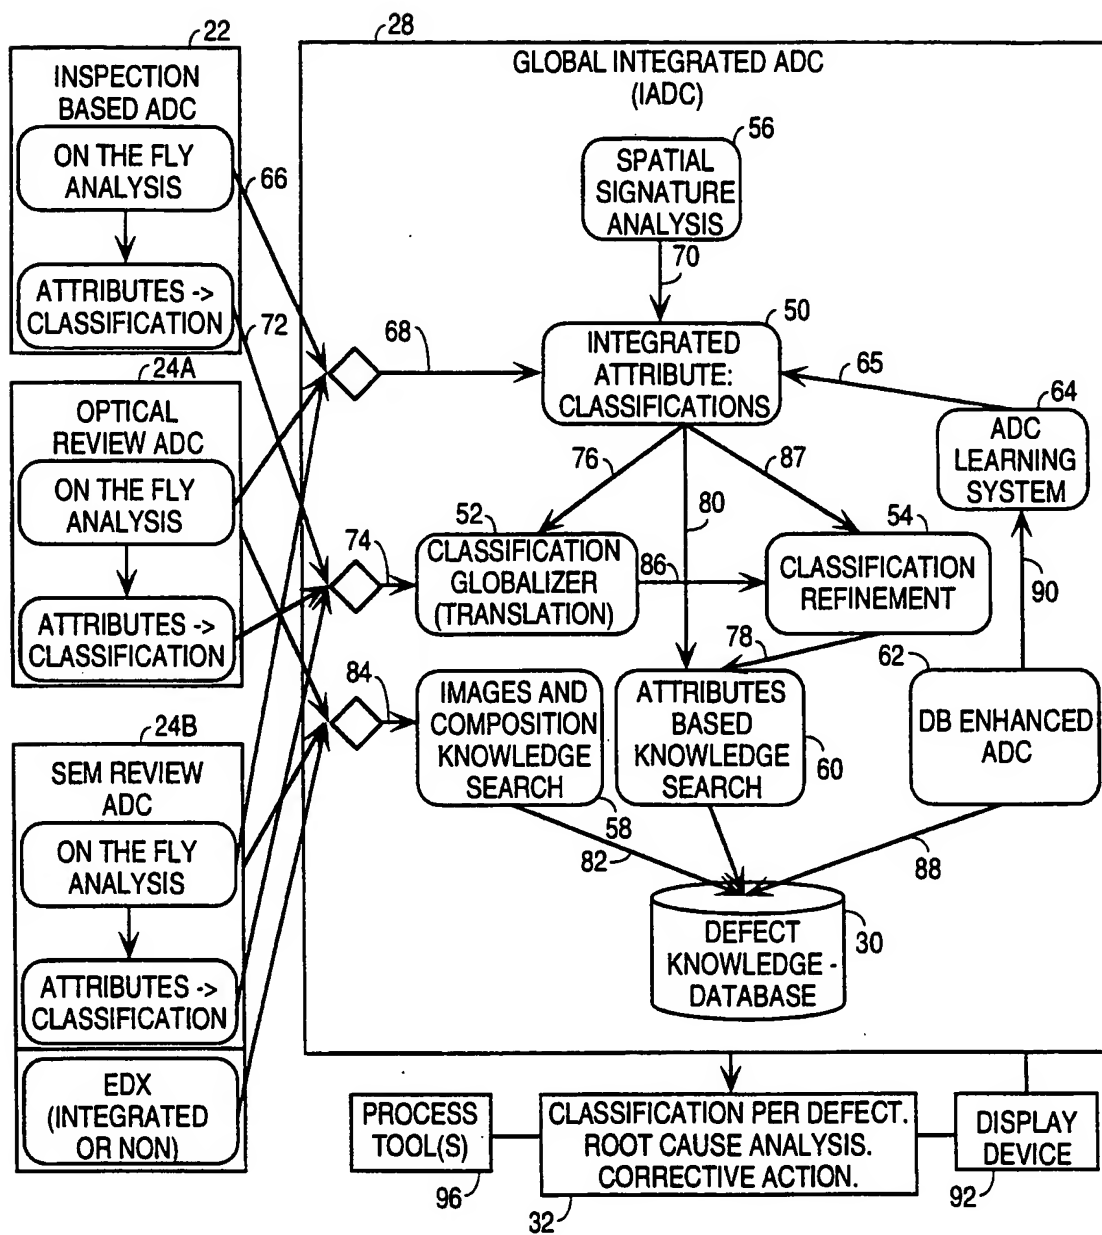 22
INSPECTION
BASED ADC
ON THE FLY
ANALYSIS
66
ATTRIBUTES ->
CLASSIFICATION
72
24A
OPTICAL
REVIEW ADC
ON THE FLY
ANALYSIS
ATTRIBUTES ->
CLASSIFICATION
24B
SEM REVIEW
ADC
ON THE FLY
ANALYSIS
ATTRIBUTES ->
CLASSIFICATION
EDX
(INTEGRATED
OR NON)
28
GLOBAL INTEGRATED ADC
(IADC)
56
SPATIAL
SIGNATURE
ANALYSIS
70
50
68
INTEGRATED
ATTRIBUTE:
CLASSIFICATIONS
65
64
ADC
LEARNING
SYSTEM
76
80
87
52
74
CLASSIFICATION
GLOBALIZER
(TRANSLATION)
86
54
CLASSIFICATION
REFINEMENT
90
78
62
84
IMAGES AND
COMPOSITION
KNOWLEDGE
SEARCH
58
ATTRIBUTES
BASED
KNOWLEDGE
SEARCH
60
DB ENHANCED
ADC
82
88
DEFECT
KNOWLEDGE -
DATABASE
30
PROCESS
TOOL(S)
96
CLASSIFICATION PER DEFECT.
ROOT CAUSE ANALYSIS.
CORRECTIVE ACTION.
32
DISPLAY
DEVICE
92